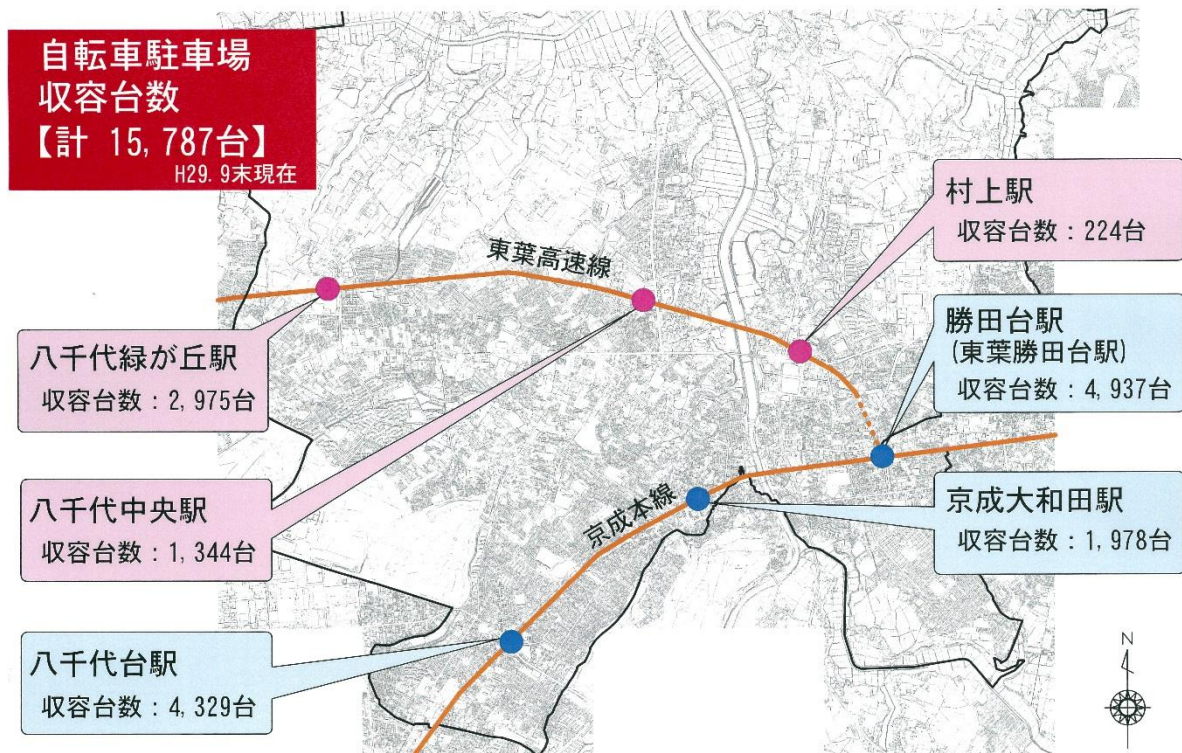 自転車駐車場
収容台数
【計 15,787台】
H29.9末現在
村上駅
収容台数：224台
東葉高速線
勝田台駅
(東葉勝田台駅)
収容台数：4,937台
八千代緑が丘駅
収容台数：2,975台
八千代中央駅
収容台数：1,344台
京成本線
京成大和田駅
収容台数：1,978台
八千代台駅
収容台数：4,329台
N